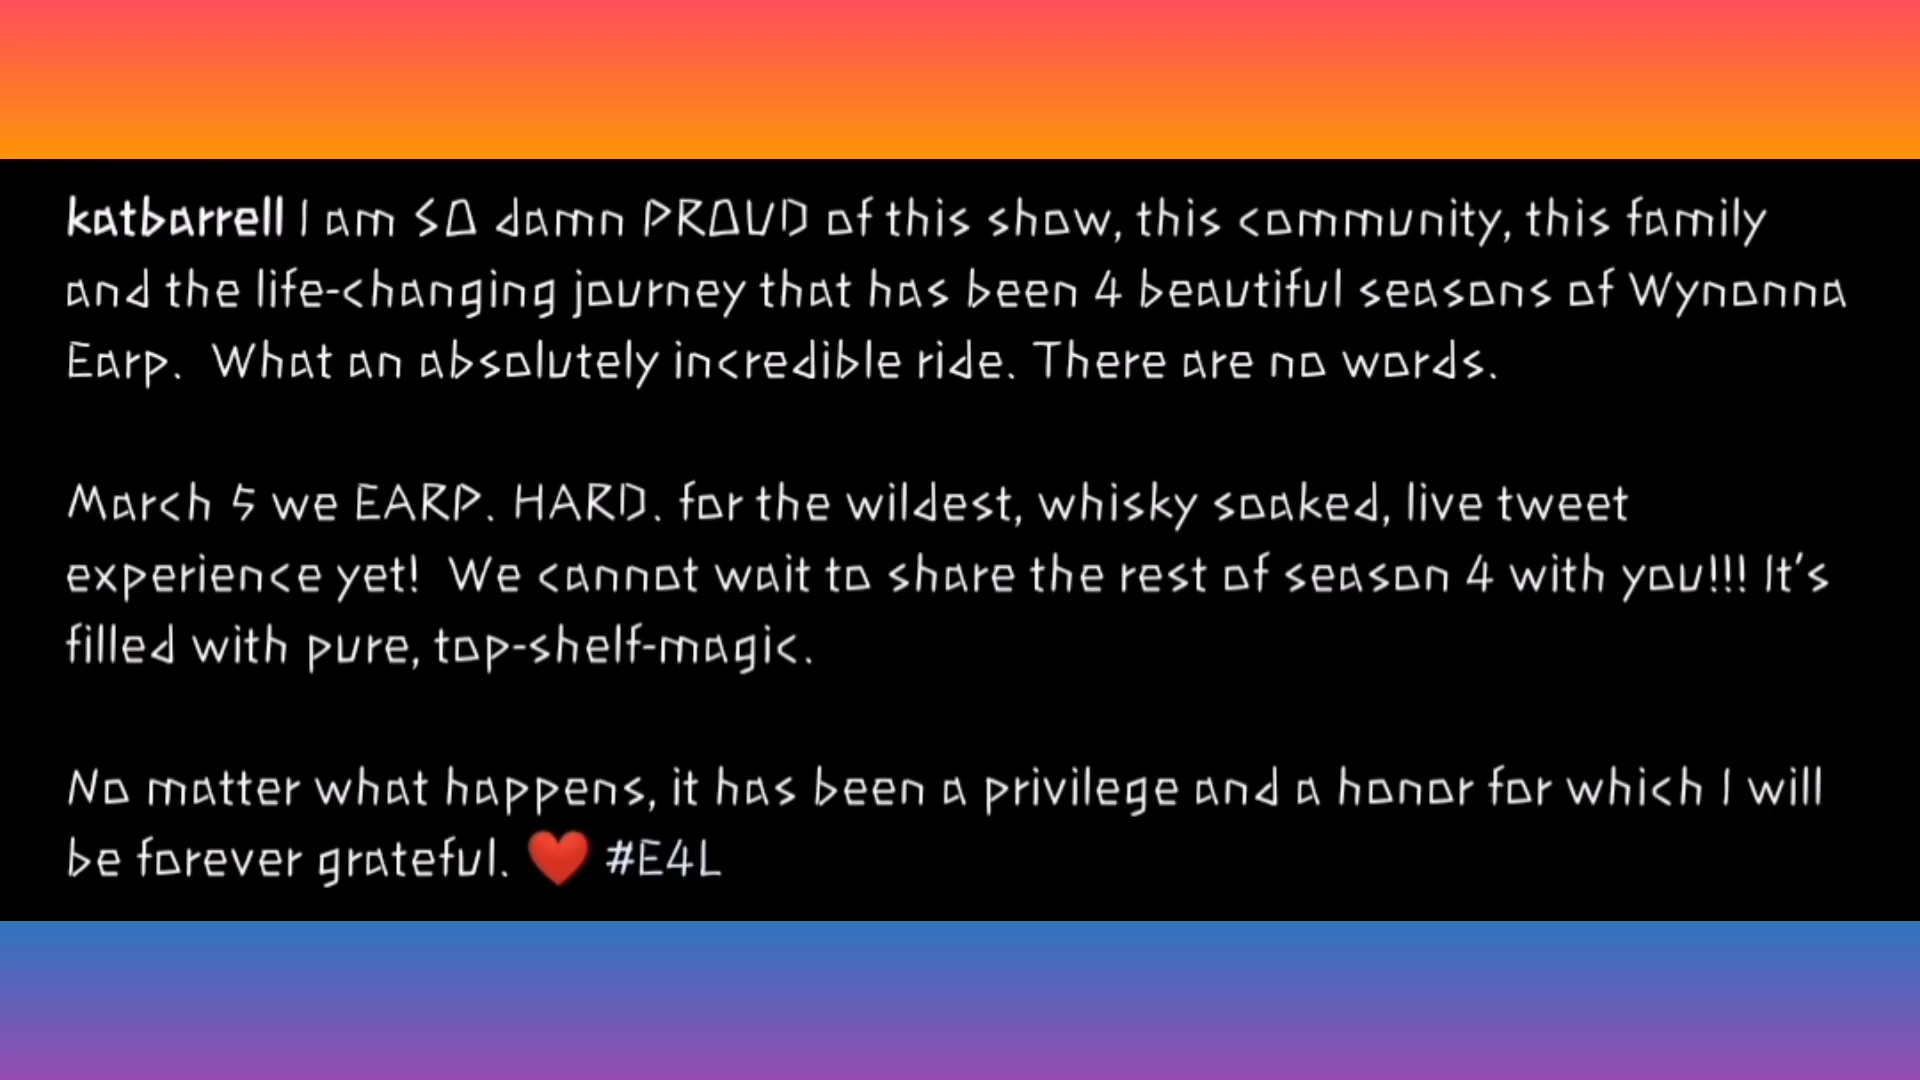 katbarrell I am SO damn PROUD of this show, this community, this family
and the life-changing journey that has been 4 beautiful seasons of Wynonna
Earp.  What an absolutely incredible ride. There are no words.
March 5 we EARP. HARD. for the wildest, whisky soaked, live tweet
experience yet!  We cannot wait to share the rest of season 4 with you!!! It's
filled with pure, top-shelf-magic.
No matter what happens, it has been a privilege and a honor for which I will
be forever grateful. ❤️ #E4L